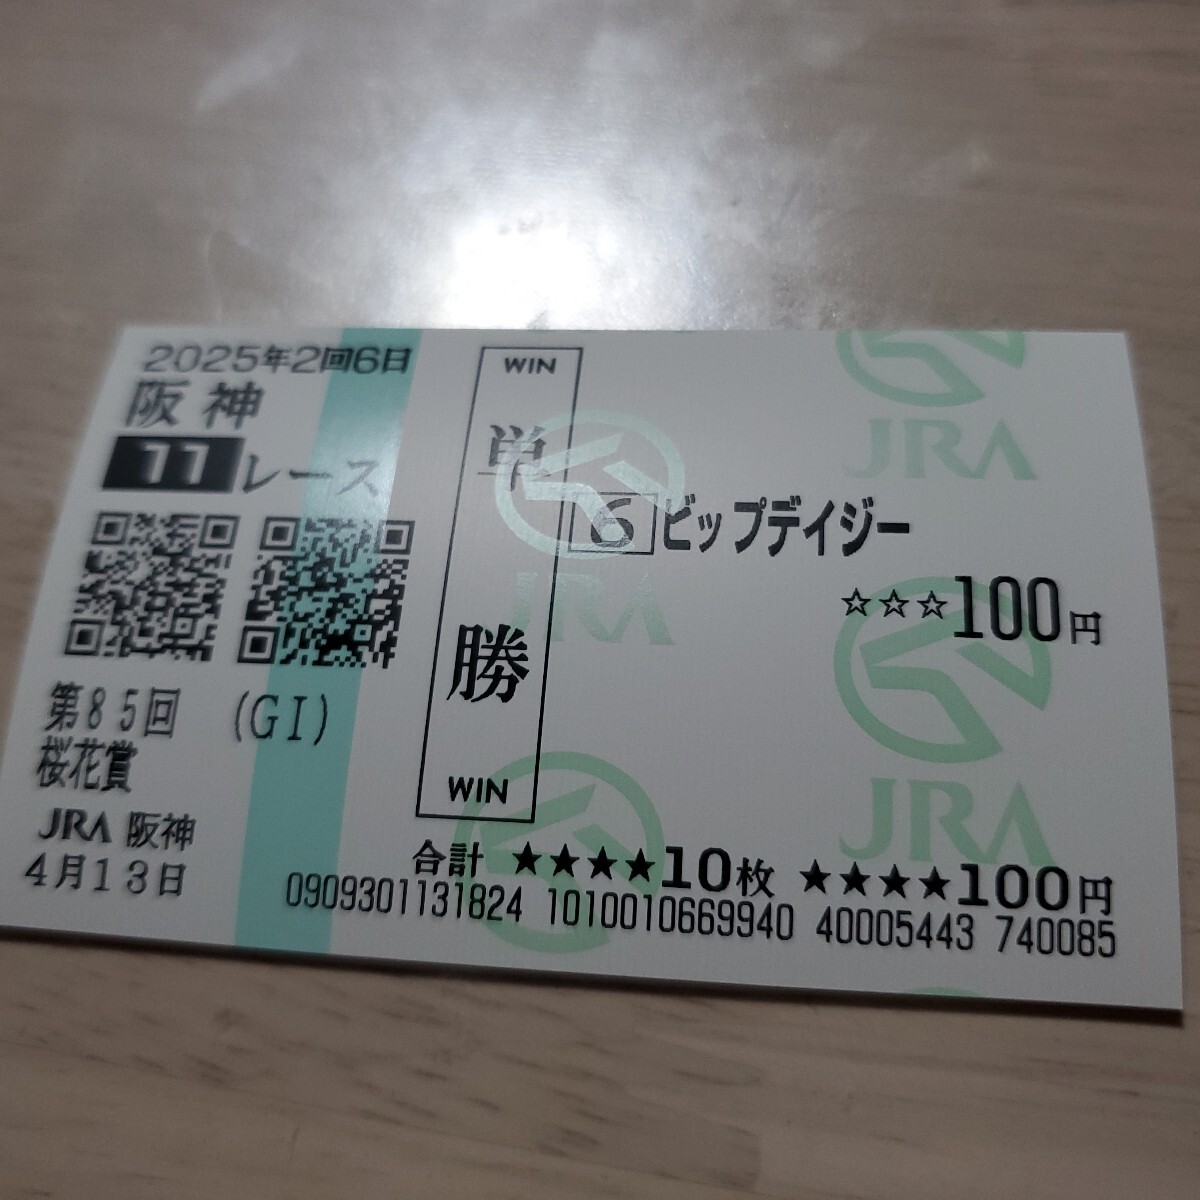 2025年2回6日
阪神
11レース
第85回 (GI)
桜花賞
JRA 阪神
4月13日
WIN
単勝
WIN
6 ビップデイジー
☆☆☆100円
合計 ★★★★10枚 ★★★★100円
0909301131824 1010010669940 40005443 740085
JRA
JRA
JRA